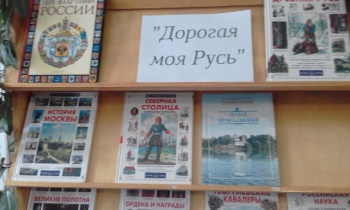 РОССИИ
"Дорогая
моя Русь"
ИСТОРИЯ
МОСКВЫ
СЕВЕРНАЯ
СТОЛИЦА
ВЕЛИКИЕ ПОЛОТНА
ОРДЕНА И НАГРАДЫ
ГЕОРГИЕВСКИЕ
КАВАЛЕРЫ
РОССИЙСКАЯ
НАУКА